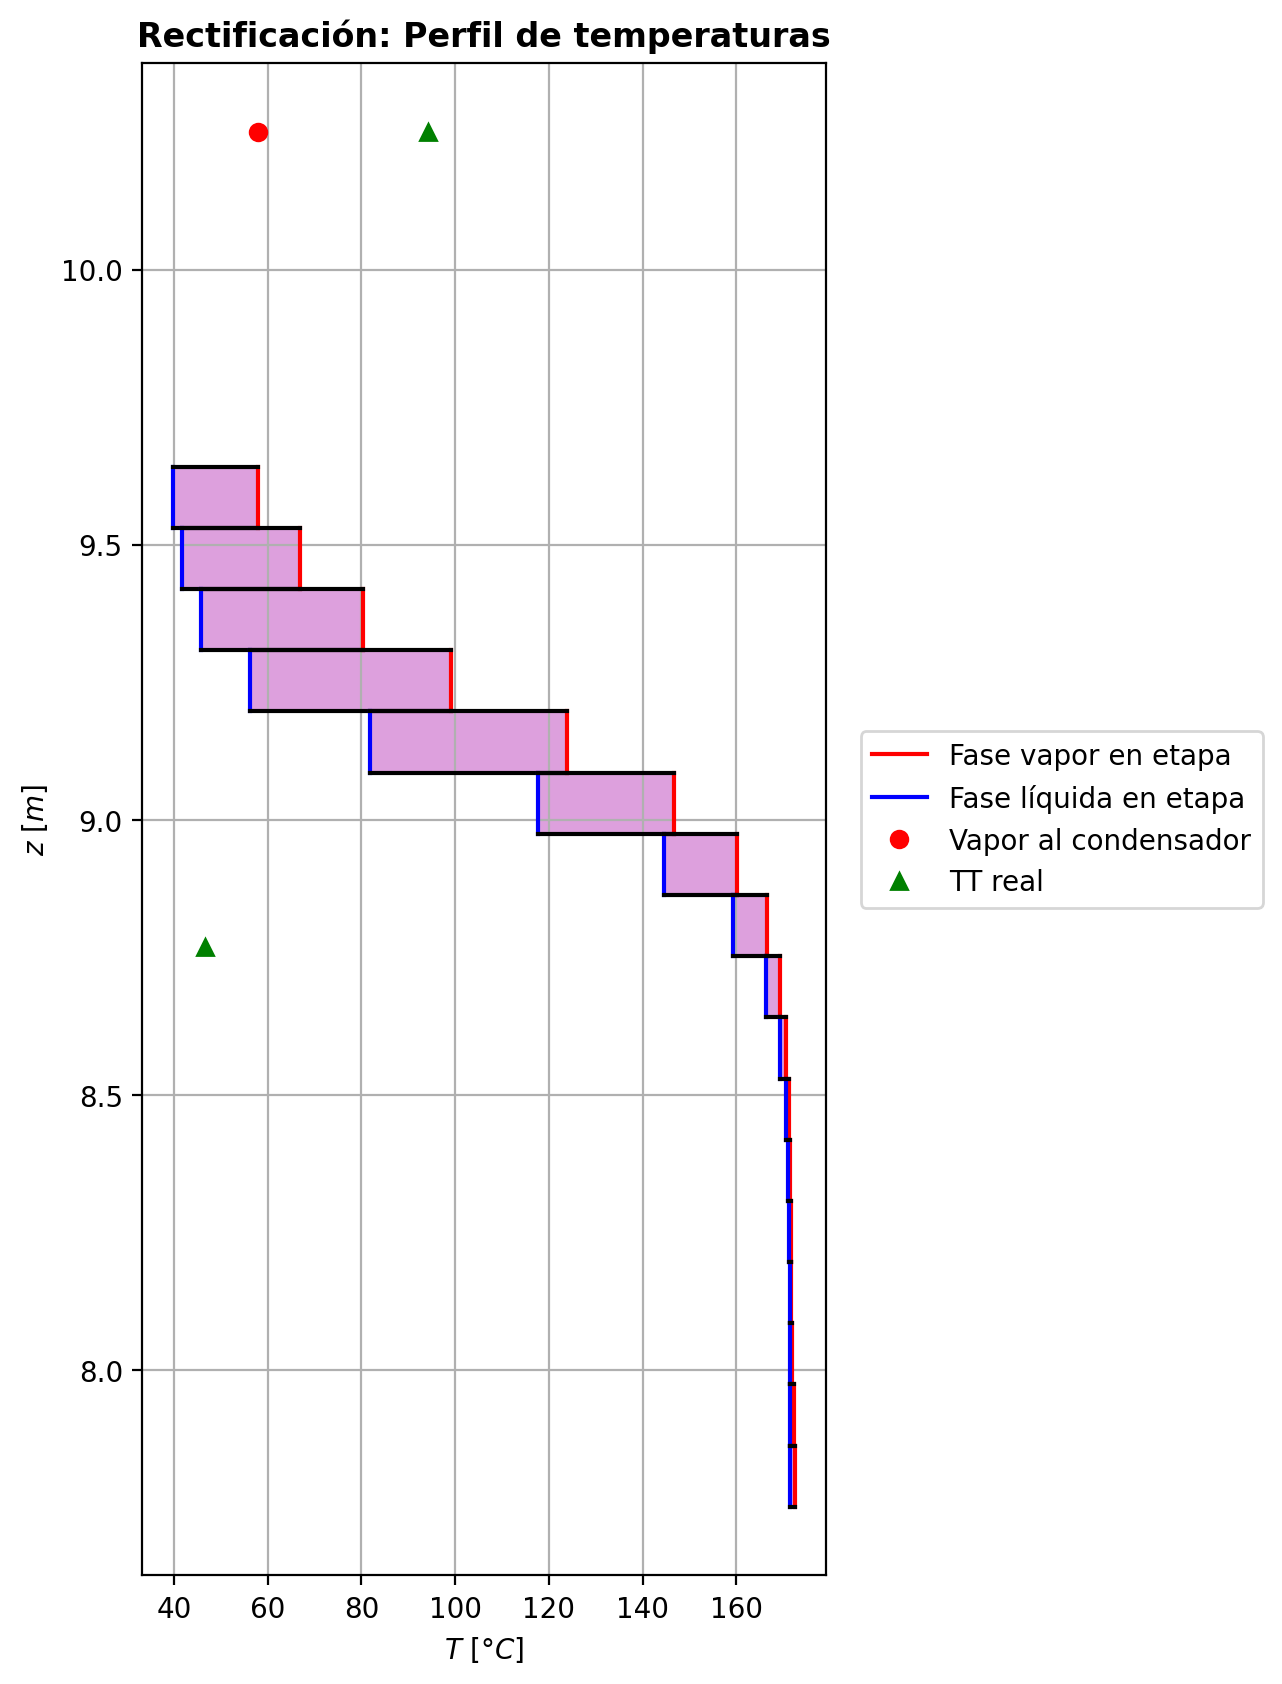 Rectificación: Perfil de temperaturas
10.0
9.5
9.0
8.5
8.0
z [m]
40 60 80 100 120 140 160
T [°C]
Fase vapor en etapa
Fase líquida en etapa
Vapor al condensador
TT real